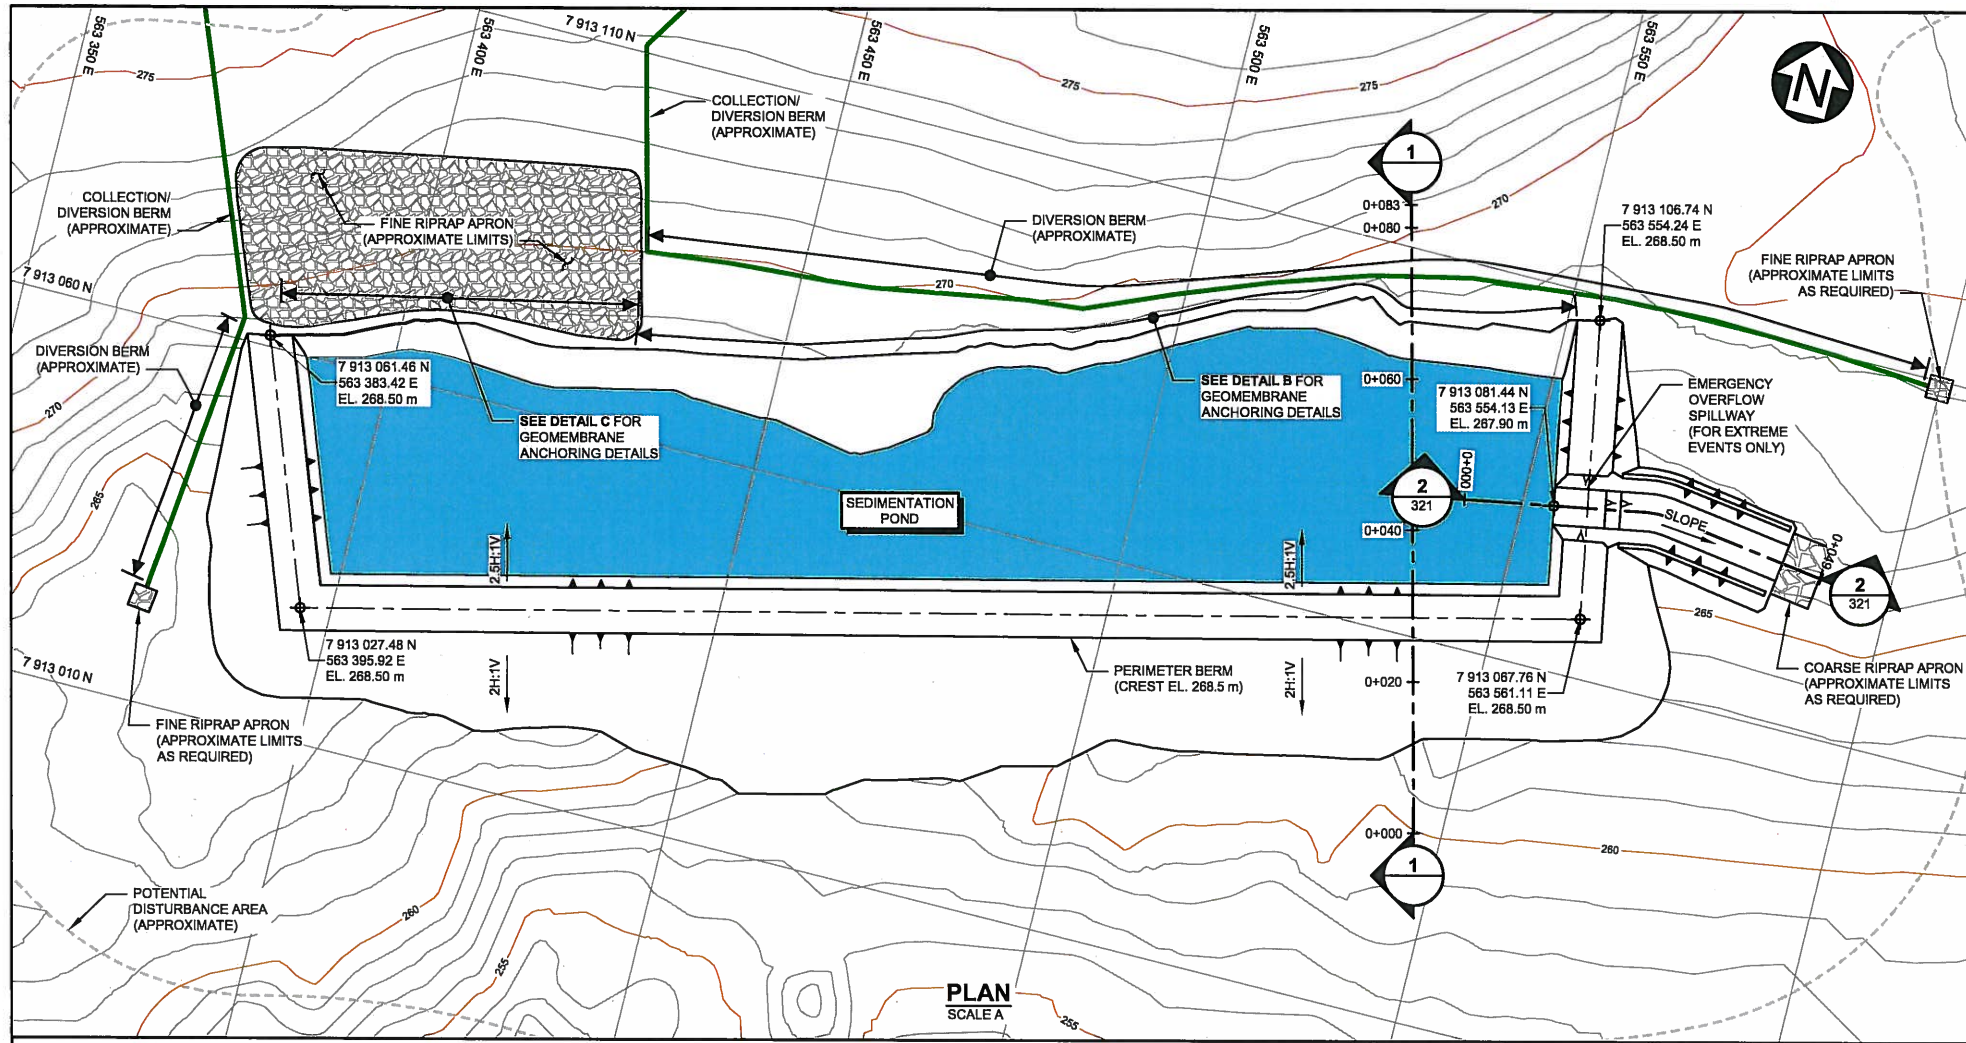 563 350 E
563 400 E
7 913 110 N
563 450 E
563 500 E
563 550 E
N
275
275
275
COLLECTION/
DIVERSION BERM
(APPROXIMATE)
1
COLLECTION/
DIVERSION BERM
(APPROXIMATE)
FINE RIPRAP APRON
(APPROXIMATE LIMITS)
DIVERSION BERM
(APPROXIMATE)
0+083
0+080
270
7 913 106.74 N
563 554.24 E
EL. 268.50 m
FINE RIPRAP APRON
(APPROXIMATE LIMITS
AS REQUIRED)
7 913 060 N
270
DIVERSION BERM
(APPROXIMATE)
7 913 061.46 N
563 383.42 E
EL. 268.50 m
270
SEE DETAIL C FOR
GEOMEMBRANE
ANCHORING DETAILS
SEE DETAIL B FOR
GEOMEMBRANE
ANCHORING DETAILS
0+060
7 913 081.44 N
563 554.13 E
EL. 267.90 m
EMERGENCY
OVERFLOW
SPILLWAY
(FOR EXTREME
EVENTS ONLY)
265
SEDIMENTATION
POND
2
321
0+000
0+040
SLOPE
0+049
2
321
2.5H:1V
2.5H:1V
265
7 913 027.48 N
563 395.92 E
EL. 268.50 m
7 913 010 N
2H:1V
PERIMETER BERM
(CREST EL. 268.5 m)
2H:1V
0+020
7 913 067.76 N
563 561.11 E
EL. 268.50 m
COARSE RIPRAP APRON
(APPROXIMATE LIMITS
AS REQUIRED)
FINE RIPRAP APRON
(APPROXIMATE LIMITS
AS REQUIRED)
0+000
260
1
POTENTIAL
DISTURBANCE AREA
(APPROXIMATE)
260
255
PLAN
SCALE A
255